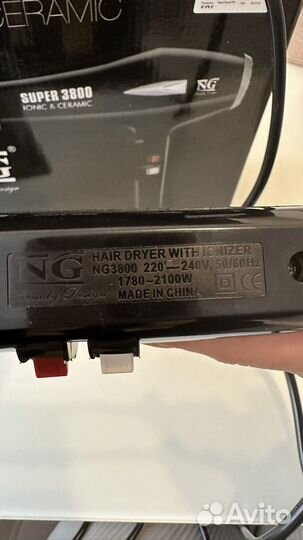 CERAMIC
SUPER 3800
IONIC & CERAMIC
NG
NG
Beauty Design
HAIR DRYER WITH IONIZER
NG3800 220'—240V, 50/60Hz
1780-2100W
MADE IN CHINA
CE
Avito